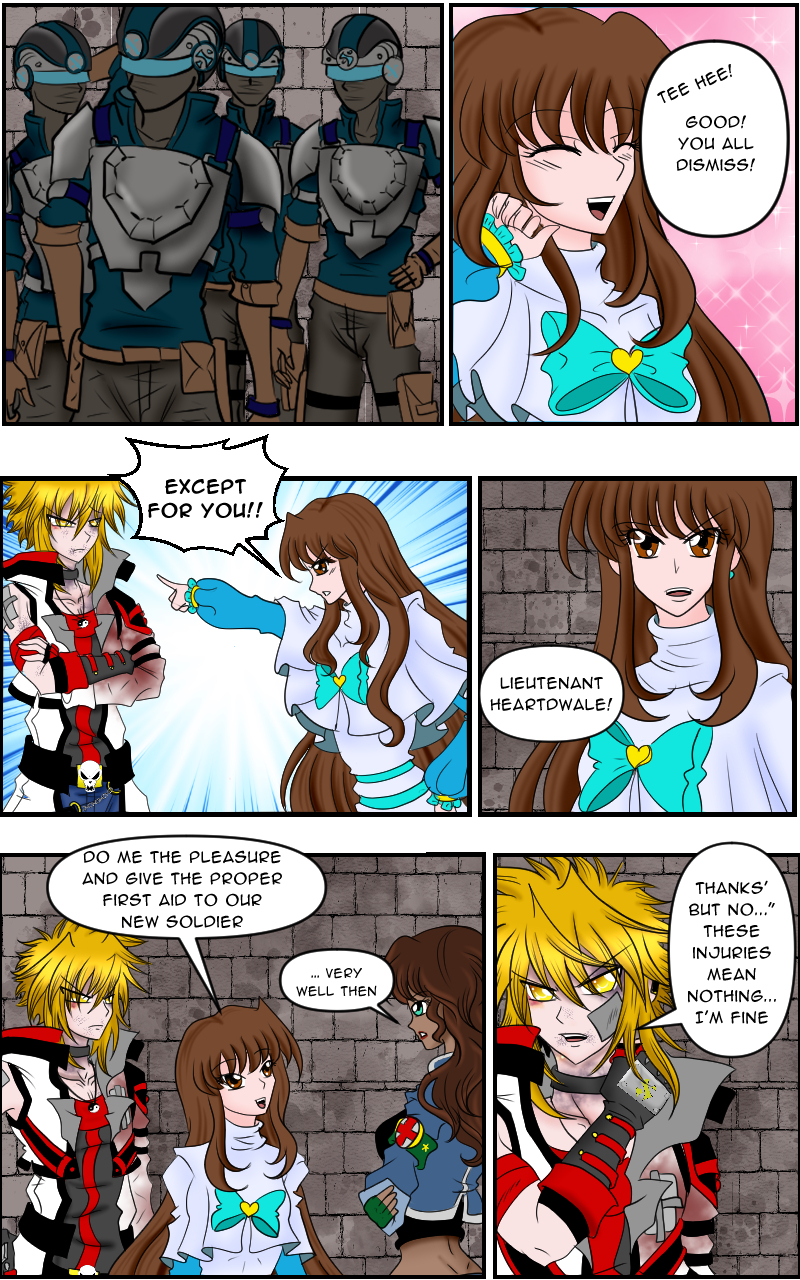 TEE HEE!
GOOD!
YOU ALL
DISMISS!
EXCEPT
FOR YOU!!
LIEUTENANT
HEARTDWALE!
DO ME THE PLEASURE
AND GIVE THE PROPER
FIRST AID TO OUR
NEW SOLDIER
... VERY
WELL THEN
THANKS'
BUT NO..."
THESE
INJURIES
MEAN
NOTHING...
I'M FINE